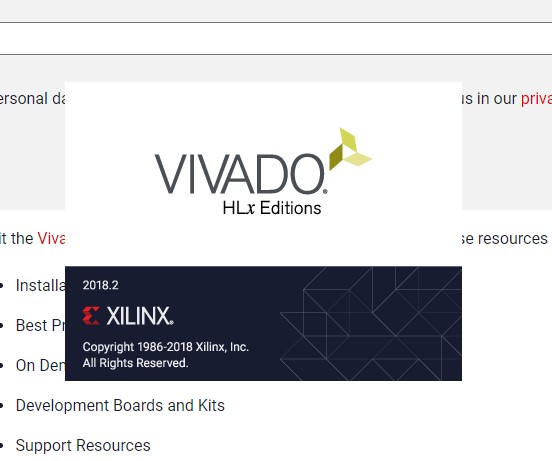 ersonal da us in our priva
VIVADO.
HLx Editions
it the Viva se resources
• Installa
2018.2
• Best Pr
XILINX.
Copyright 1986-2018 Xilinx, Inc.
All Rights Reserved.
• On Den
• Development Boards and Kits
• Support Resources